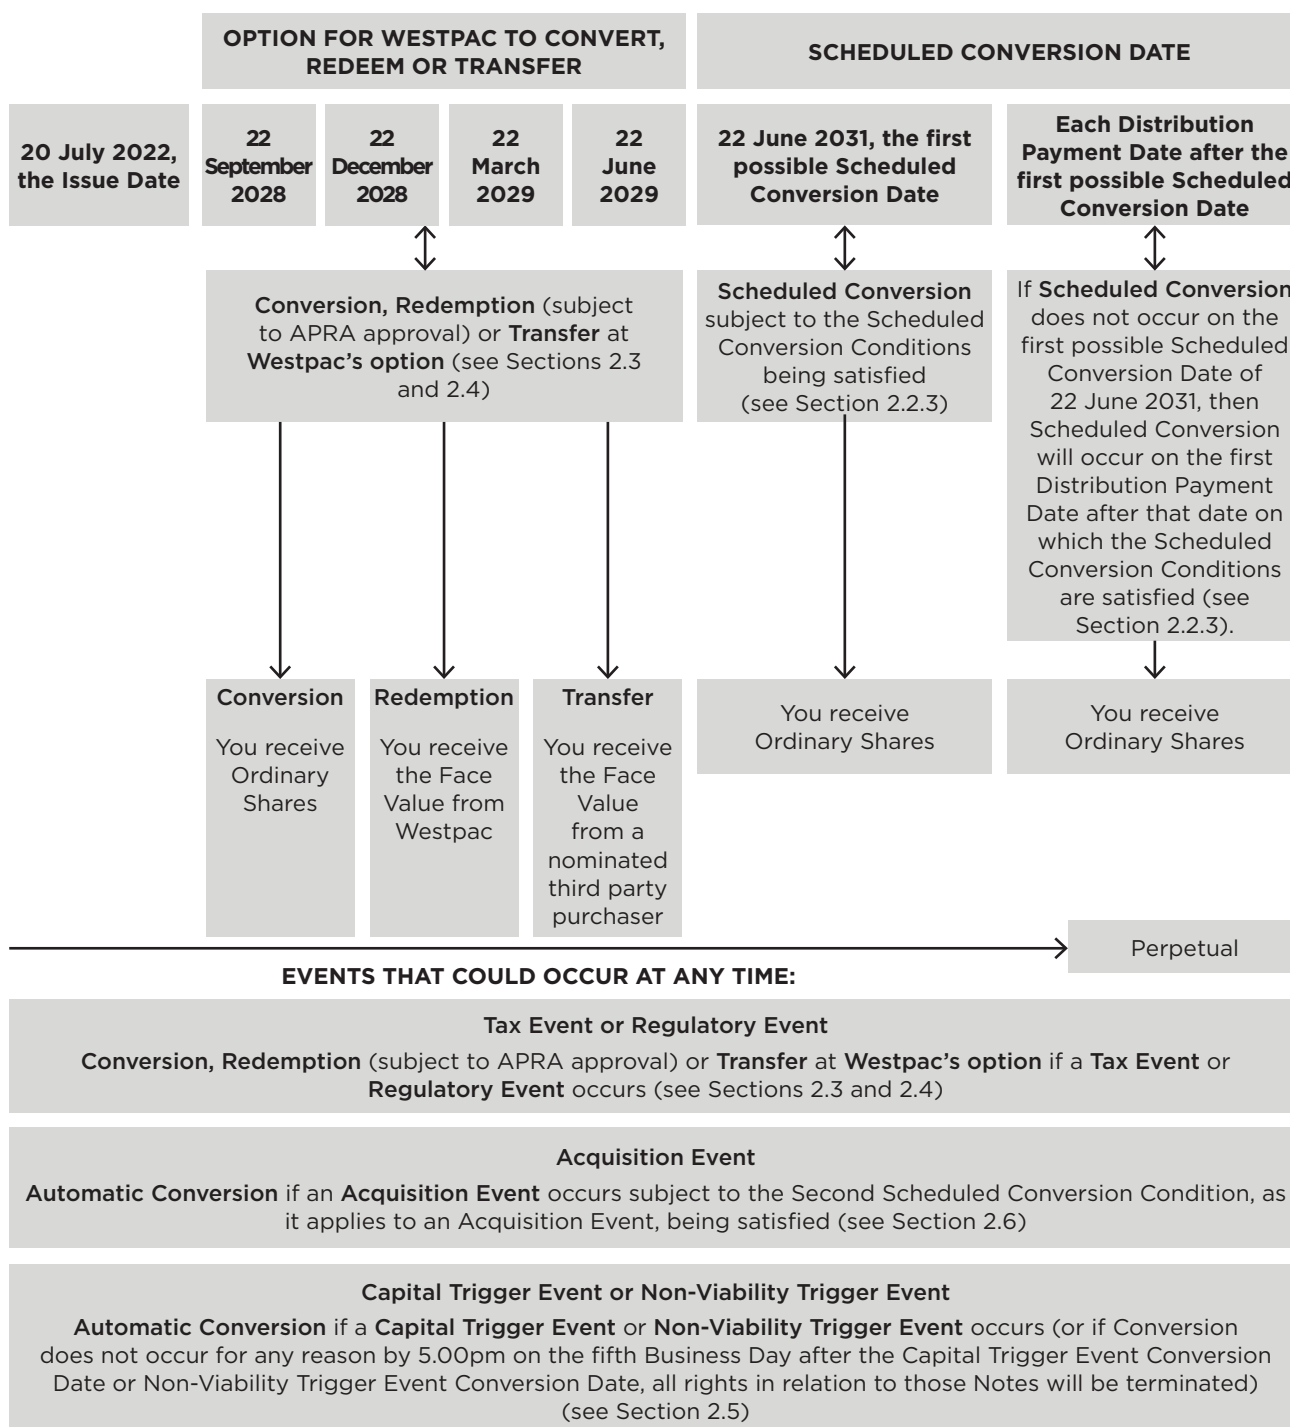 OPTION FOR WESTPAC TO CONVERT,
REDEEM OR TRANSFER
SCHEDULED CONVERSION DATE
20 July 2022,
the Issue Date
22
September
2028
22
December
2028
22
March
2029
22
June
2029
22 June 2031, the first
possible Scheduled
Conversion Date
Each Distribution
Payment Date after the
first possible Scheduled
Conversion Date
Conversion, Redemption (subject
to APRA approval) or Transfer at
Westpac's option (see Sections 2.3
and 2.4)
Scheduled Conversion
subject to the Scheduled
Conversion Conditions
being satisfied
(see Section 2.2.3)
If Scheduled Conversion
does not occur on the
first possible Scheduled
Conversion Date of
22 June 2031, then
Scheduled Conversion
will occur on the first
Distribution Payment
Date after that date on
which the Scheduled
Conversion Conditions
are satisfied (see
Section 2.2.3).
Conversion
You receive
Ordinary
Shares
Redemption
You receive
the Face
Value from
Westpac
Transfer
You receive
the Face
Value
from a
nominated
third party
purchaser
You receive
Ordinary Shares
You receive
Ordinary Shares
Perpetual
EVENTS THAT COULD OCCUR AT ANY TIME:
Tax Event or Regulatory Event
Conversion, Redemption (subject to APRA approval) or Transfer at Westpac's option if a Tax Event or
Regulatory Event occurs (see Sections 2.3 and 2.4)
Acquisition Event
Automatic Conversion if an Acquisition Event occurs subject to the Second Scheduled Conversion Condition, as
it applies to an Acquisition Event, being satisfied (see Section 2.6)
Capital Trigger Event or Non-Viability Trigger Event
Automatic Conversion if a Capital Trigger Event or Non-Viability Trigger Event occurs (or if Conversion
does not occur for any reason by 5.00pm on the fifth Business Day after the Capital Trigger Event Conversion
Date or Non-Viability Trigger Event Conversion Date, all rights in relation to those Notes will be terminated)
(see Section 2.5)